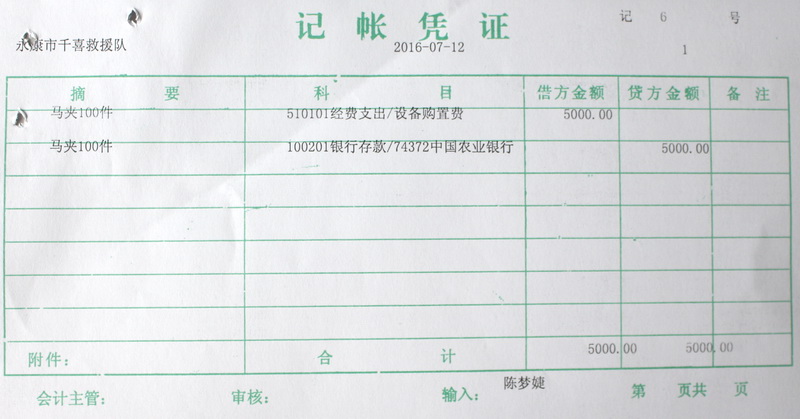 记帐凭证
记 6 号
永康市千喜救援队 2016-07-12 1
摘要 科目 借方金额 贷方金额 备注
马夹100件 510101经费支出/设备购置费 5000.00
马夹100件 100201银行存款/74372中国农业银行 5000.00
附件： 合计 5000.00 5000.00
会计主管： 审核： 输入： 陈梦婕 第 页共 页